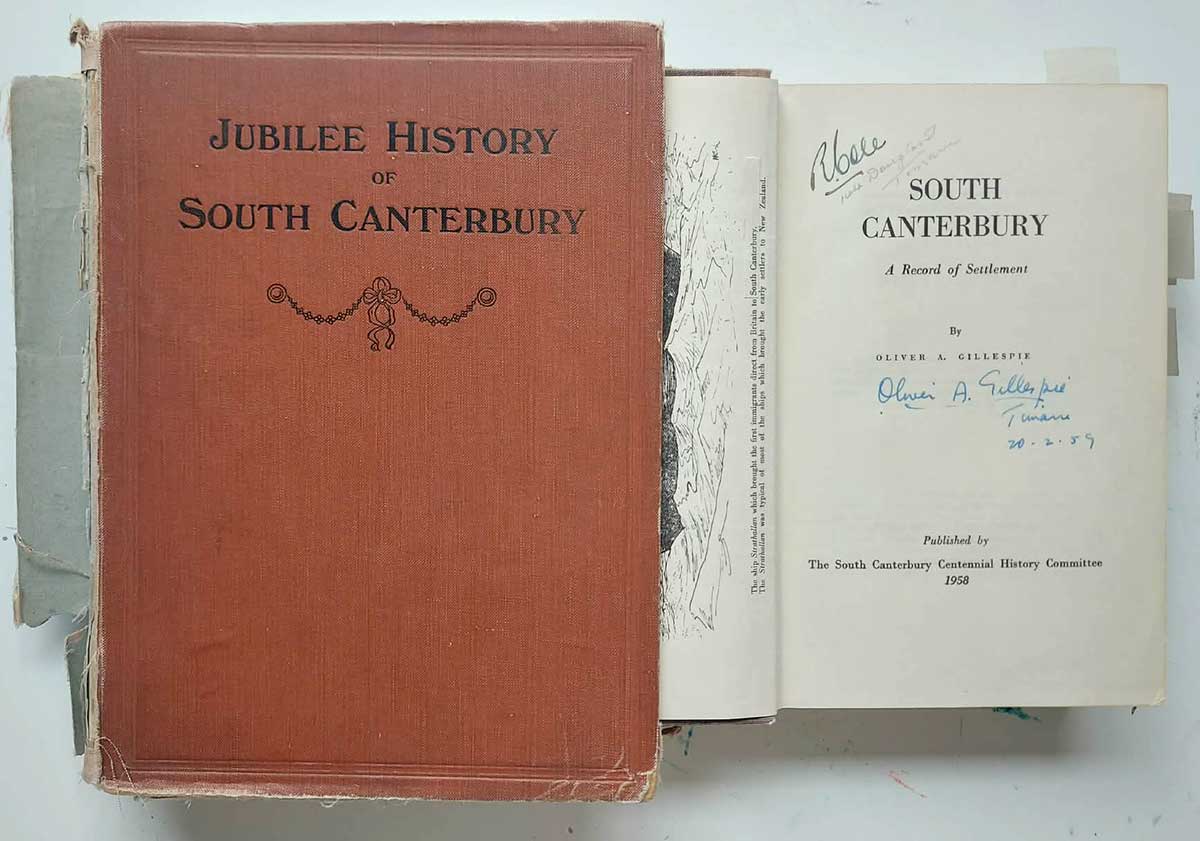 JUBILEE HISTORY
OF
SOUTH CANTERBURY
The ship Strathallan which brought the first immigrants direct from Britain to South Canterbury.
The Strathallan was typical of most of the ships which brought the early settlers to New Zealand.
SOUTH
CANTERBURY
A Record of Settlement
By
OLIVER A. GILLESPIE
Oliver A. Gillespie
Timaru
20-2-59
Published by
The South Canterbury Centennial History Committee
1958